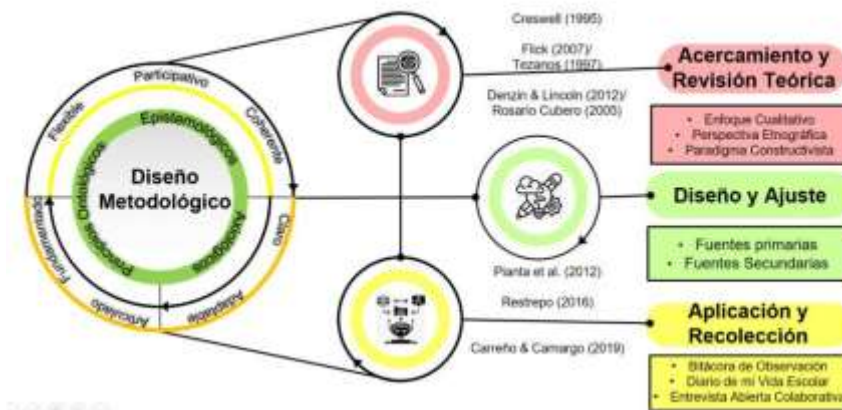 Participativo
Flexible
Coherente
Fundamentado
Articulado
Adaptable
Claro
Preceptos Ontológicos
Epistemológicos
Axiológicos
Diseño
Metodológico
Creswell (1995)
Flick (2007)/
Tezanos (1997)
Denzin & Lincoln (2012)/
Rosario Cubero (2005)
Acercamiento y
Revisión Teórica
• Enfoque Cualitativo
• Perspectiva Etnográfica
• Paradigma Constructivista
Diseño y Ajuste
• Fuentes primarias
• Fuentes Secundarias
Pianta et al. (2012)
Restrepo (2016)
Carreño & Camargo (2019)
Aplicación y
Recolección
• Bitácora de Observación
• Diario de mi Vida Escolar
• Entrevista Abierta Colaborativa